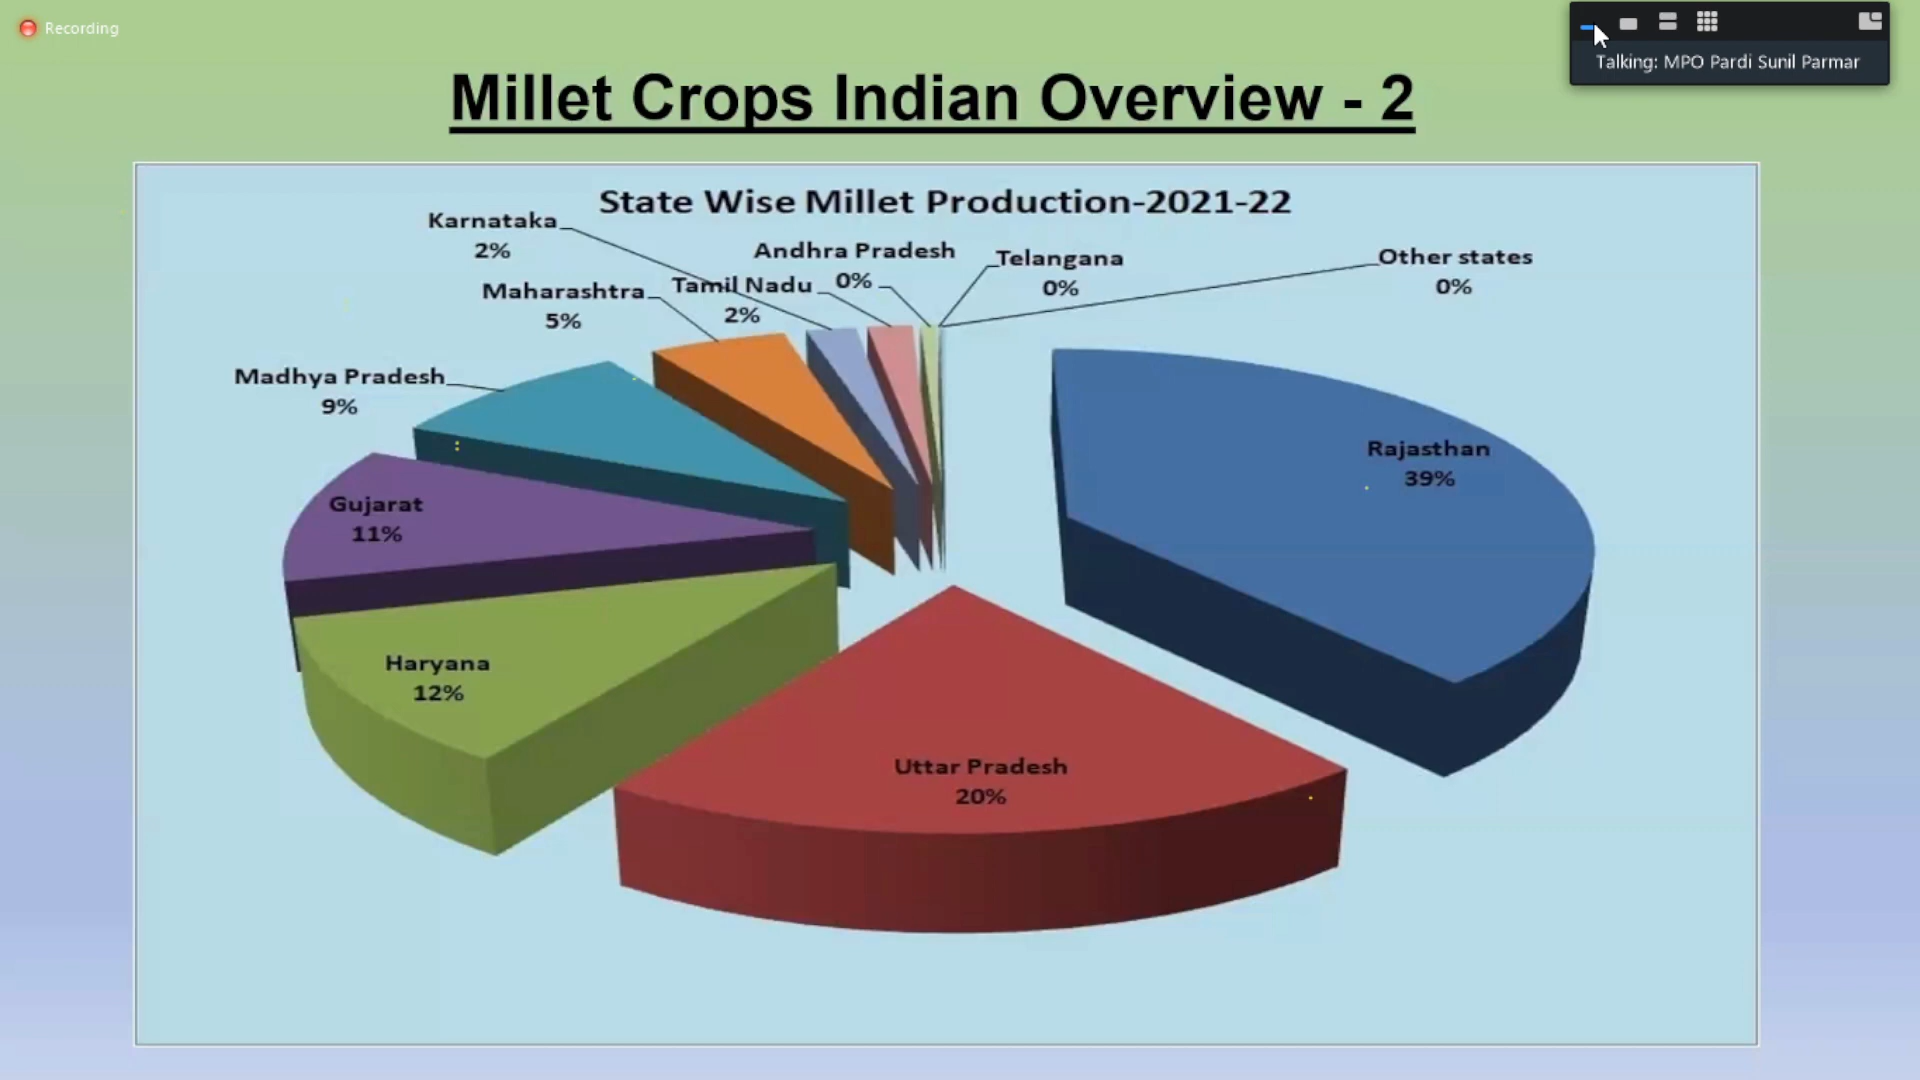 Recording
Talking: MPO Pardi Sunil Parmar
Millet Crops Indian Overview - 2
State Wise Millet Production-2021-22
Karnataka
2%
Andhra Pradesh
0%
Telangana
0%
Other states
0%
Maharashtra
5%
Tamil Nadu
2%
Madhya Pradesh
9%
Rajasthan
39%
Gujarat
11%
Haryana
12%
Uttar Pradesh
20%